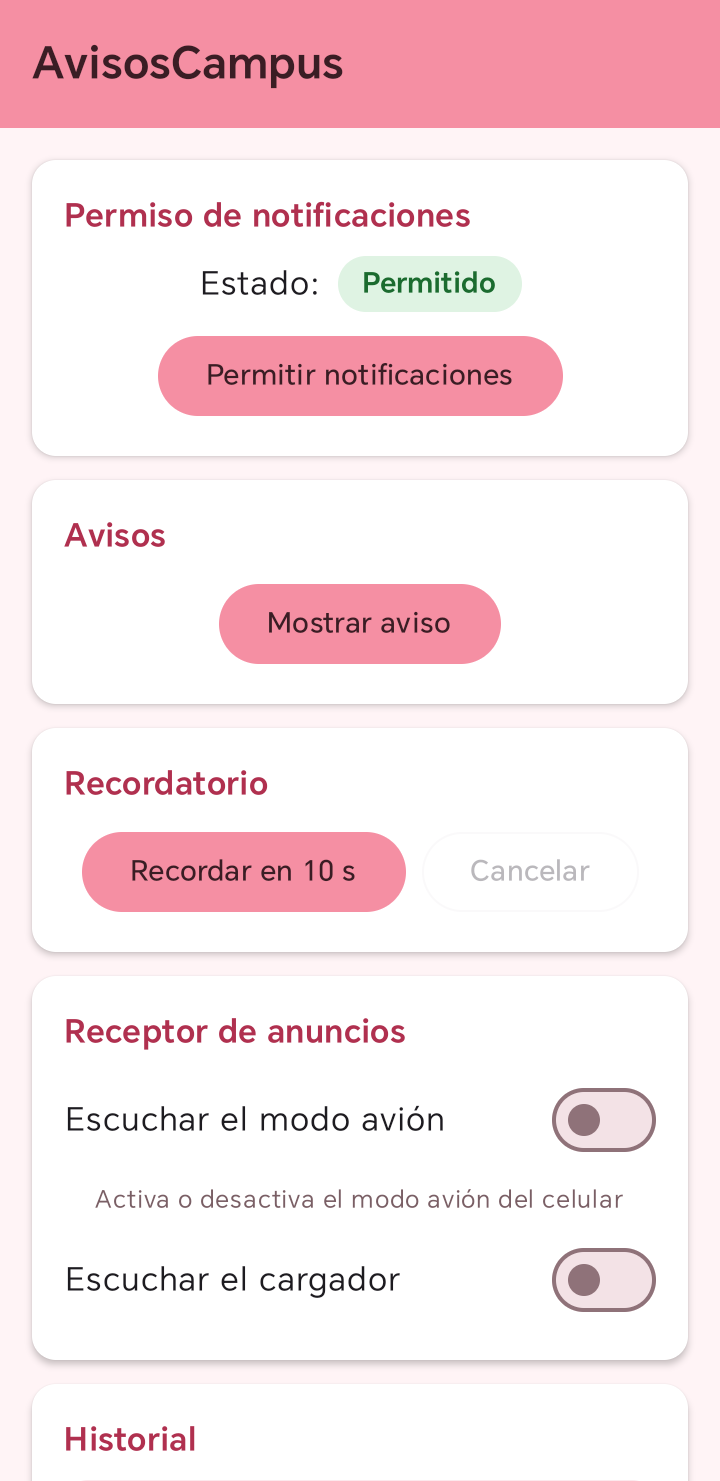 AvisosCampus
Permiso de notificaciones
Estado: Permitido
Permitir notificaciones
Avisos
Mostrar aviso
Recordatorio
Recordar en 10 s Cancelar
Receptor de anuncios
Escuchar el modo avión
Activa o desactiva el modo avión del celular
Escuchar el cargador
Historial